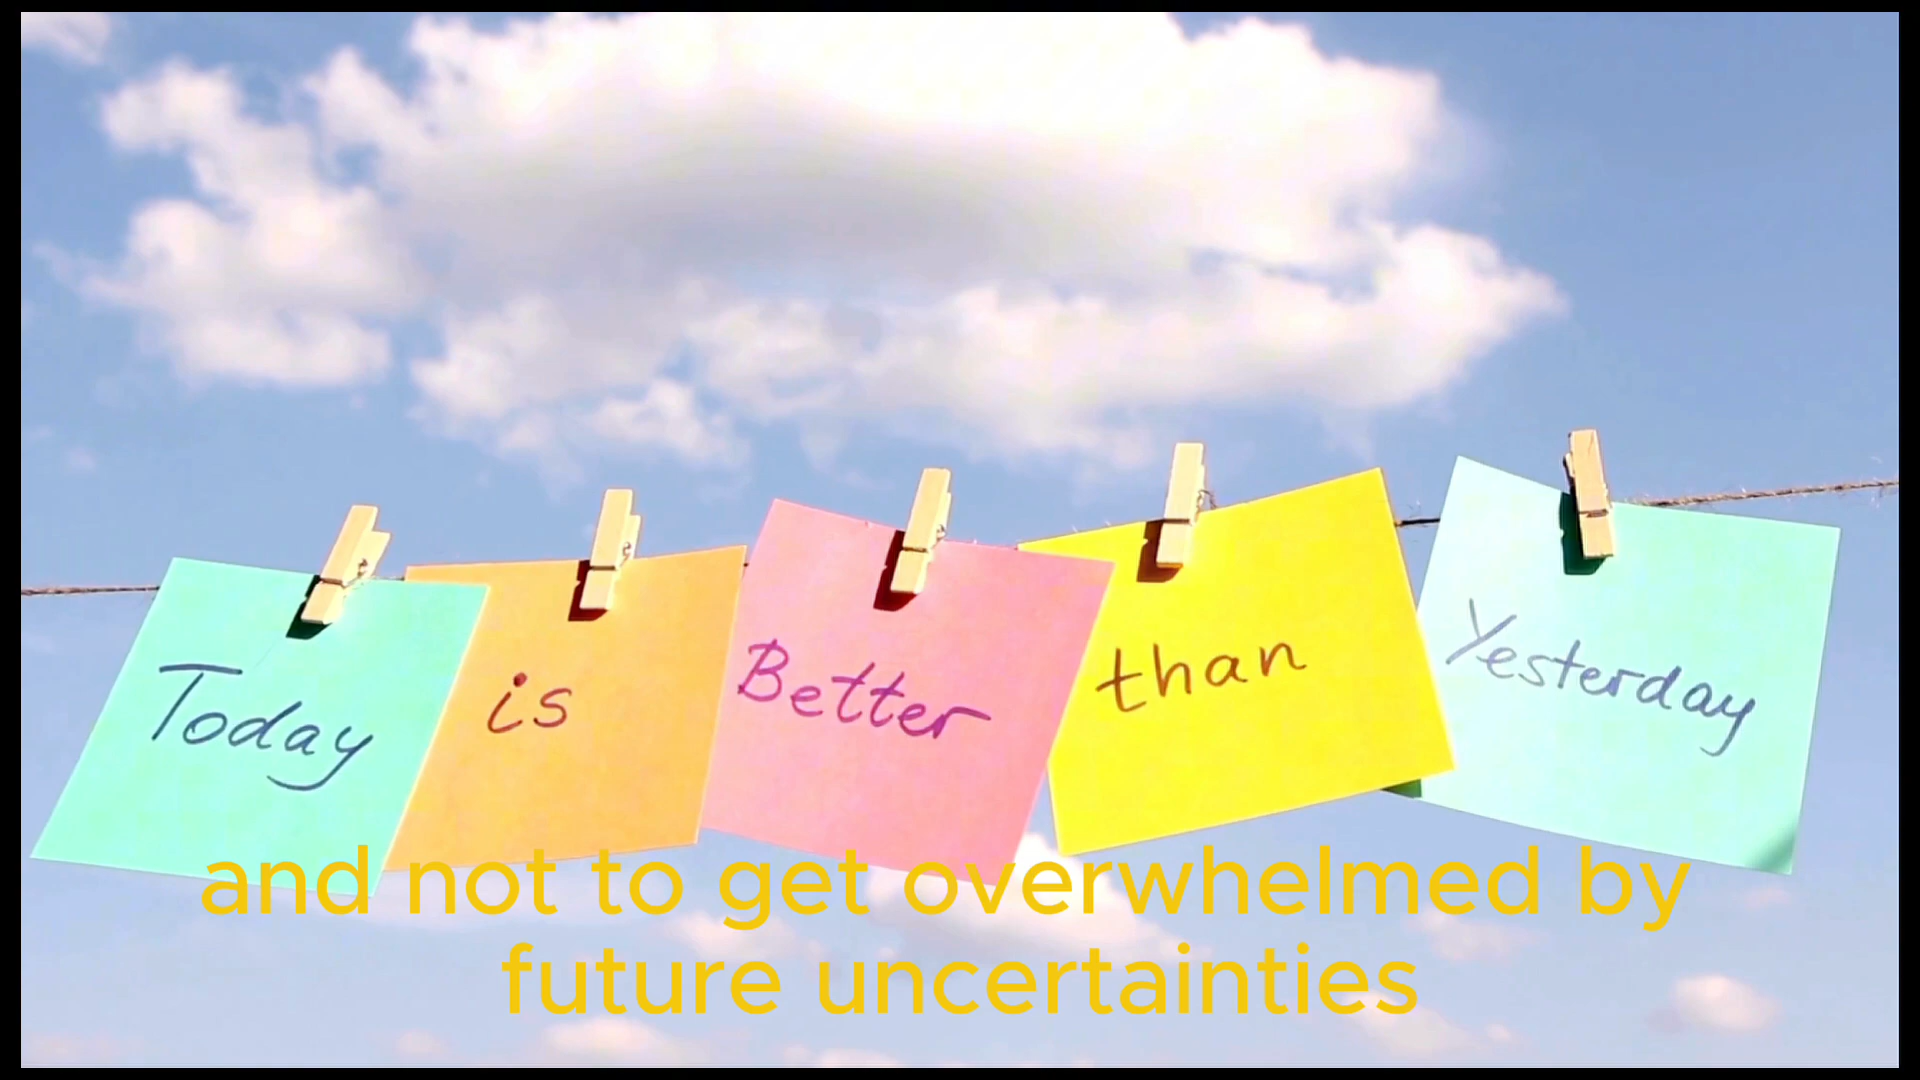 Today is Better than Yesterday
and not to get overwhelmed by
future uncertainties